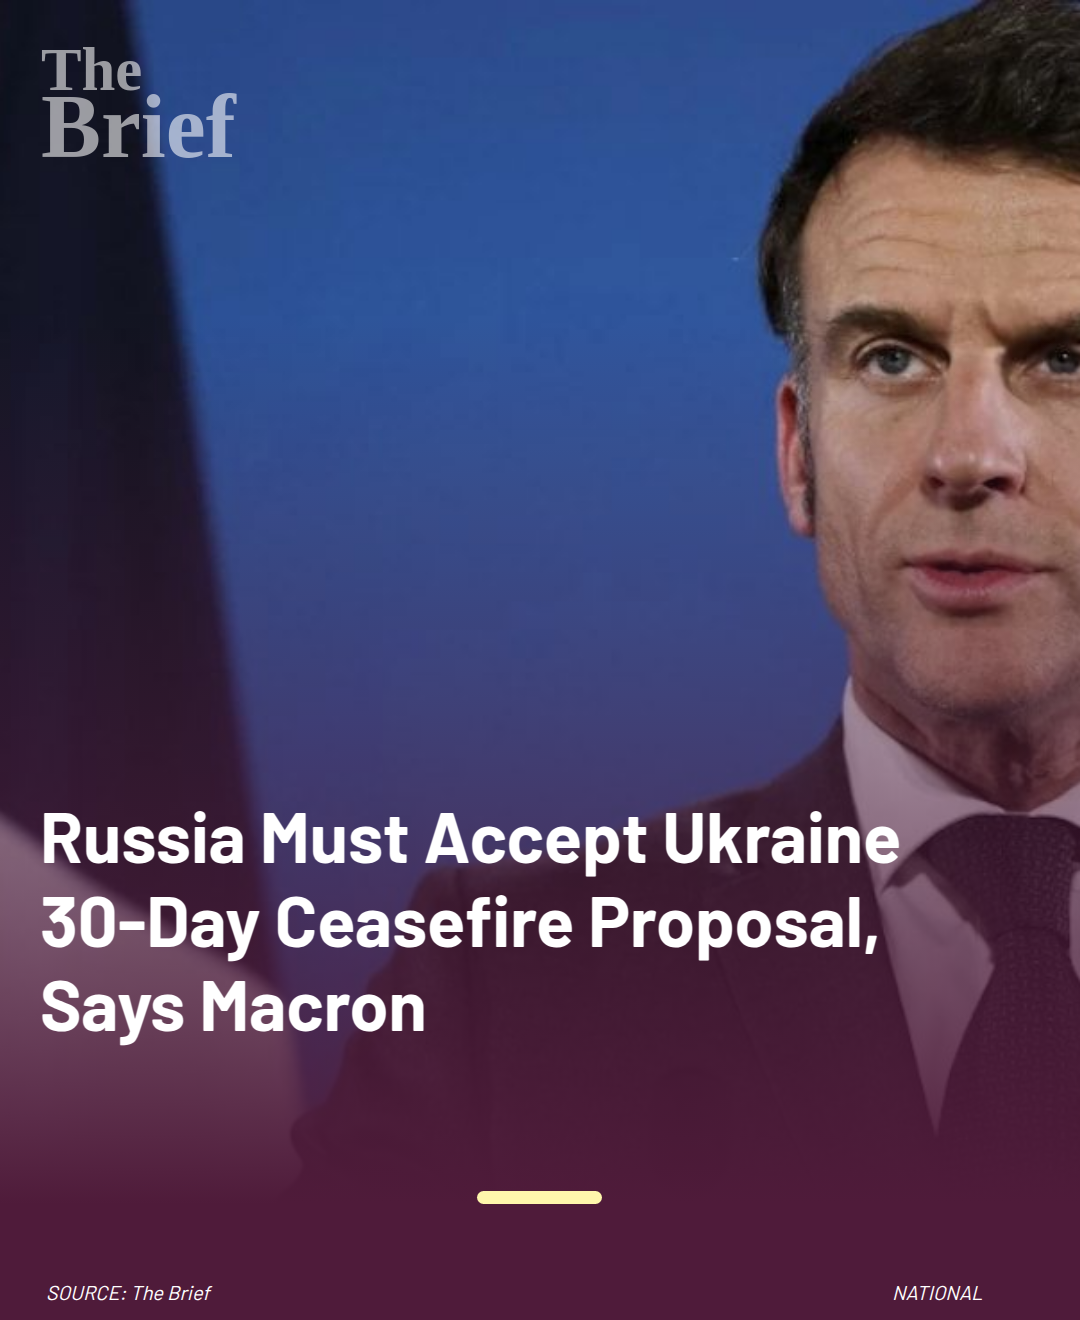 The
Brief
Russia Must Accept Ukraine
30-Day Ceasefire Proposal,
Says Macron
SOURCE: The Brief
NATIONAL